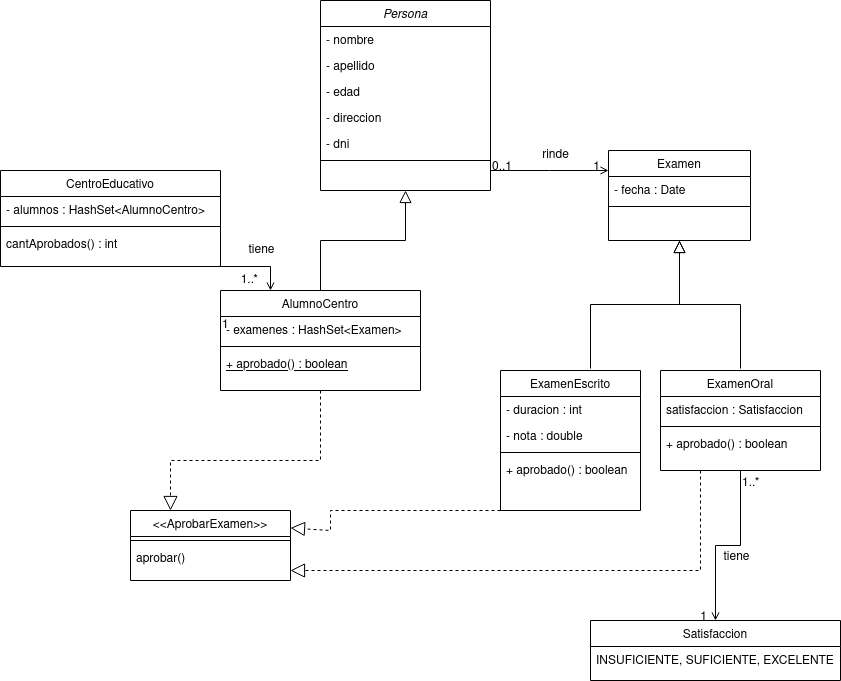 Persona
- nombre
- apellido
- edad
- direccion
- dni
0..1
rinde
1
Examen
- fecha : Date
CentroEducativo
- alumnos : HashSet<AlumnoCentro>
cantAprobados() : int
tiene
1..*
1
AlumnoCentro
- examenes : HashSet<Examen>
+ aprobado() : boolean
ExamenEscrito
- duracion : int
- nota : double
+ aprobado() : boolean
ExamenOral
satisfaccion : Satisfaccion
+ aprobado() : boolean
1..*
tiene
1
<<AprobarExamen>>
aprobar()
Satisfaccion
INSUFICIENTE, SUFICIENTE, EXCELENTE